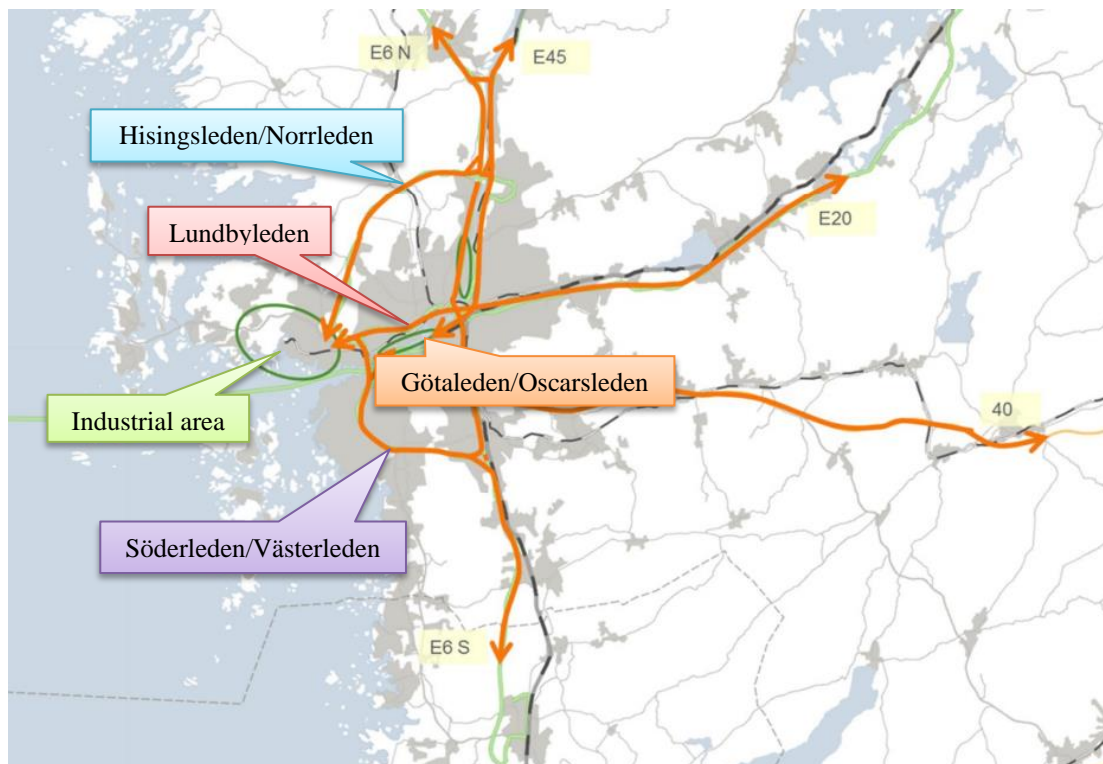 E6 N
E45
Hisingsleden/Norrleden
E20
Lundbyleden
Götaleden/Oscarsleden
Industrial area
40
Söderleden/Västerleden
E6 S